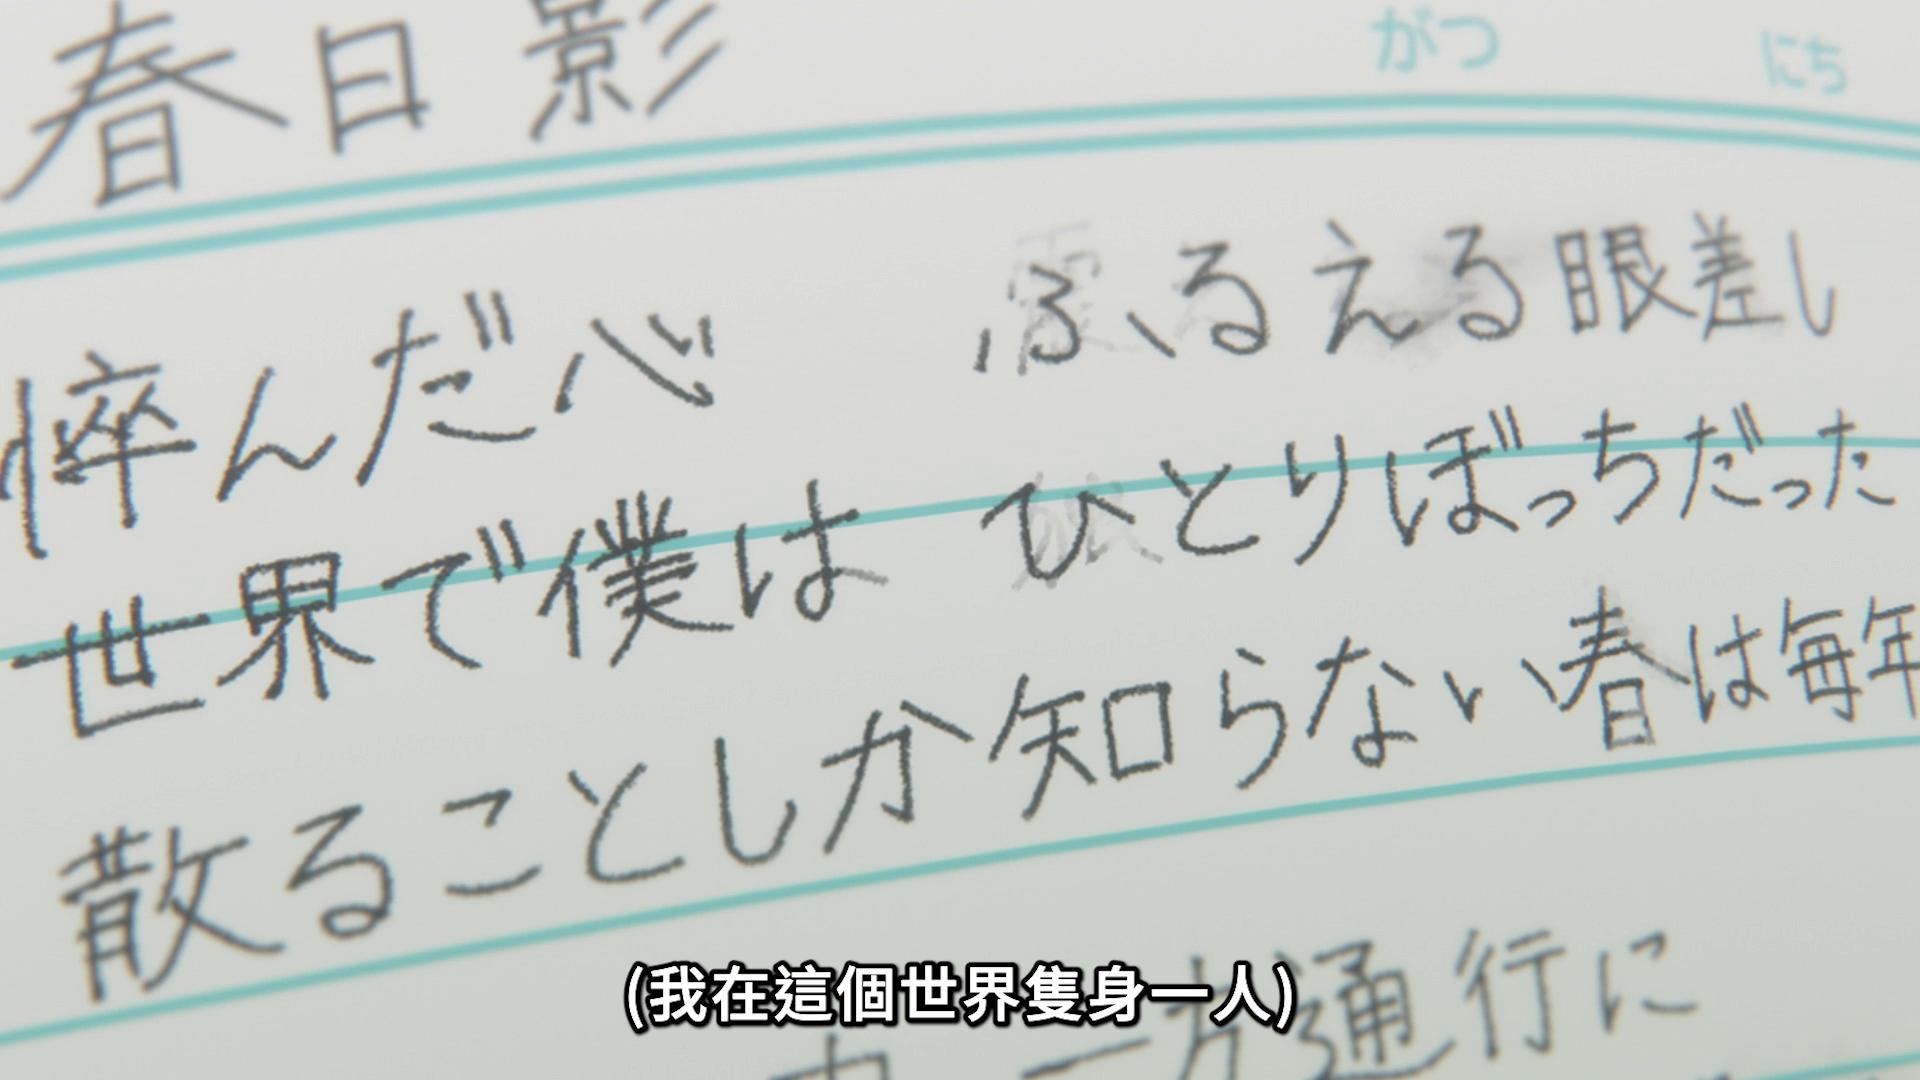 春日影
がつ にち
悴んだ心 ふるえる眼差し
世界で僕は ひとりぼっちだった
散ることしか知らない春は毎年
一方通行に
(我在這個世界隻身一人)